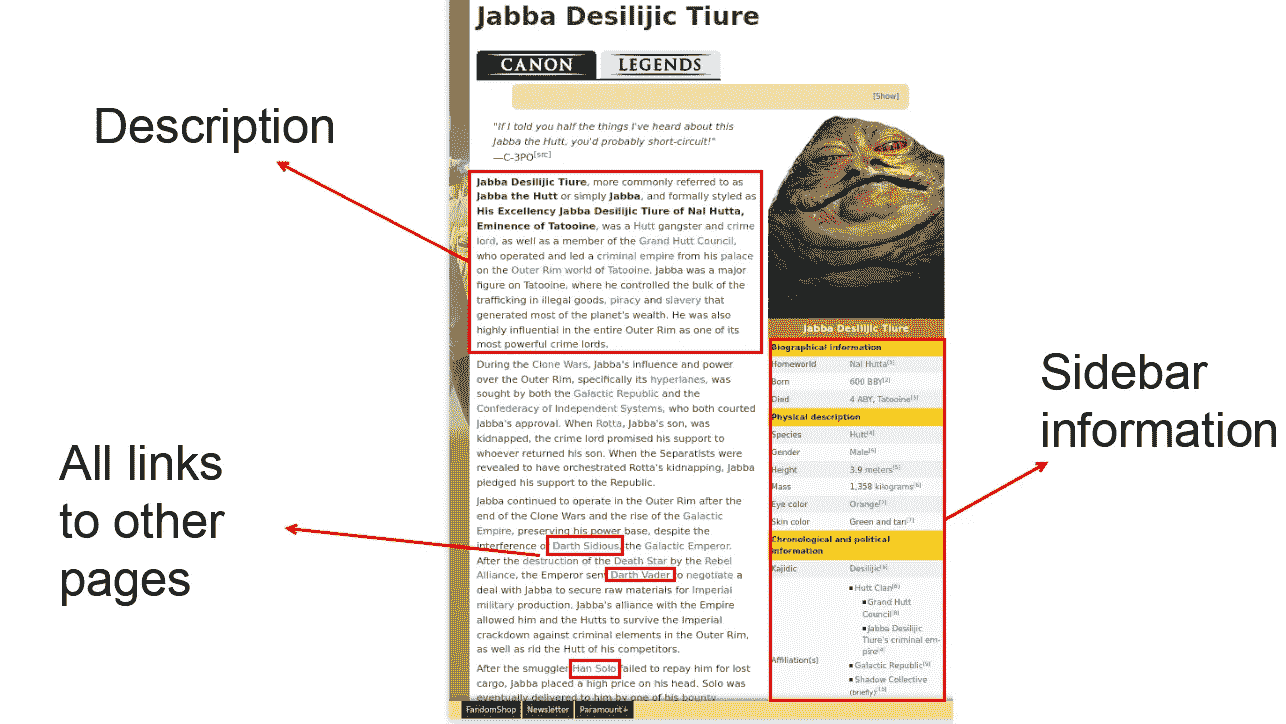 Jabba Desilijic Tiure
CANON
LEGENDS
[Show]
Description
"If I told you half the things I've heard about this
Jabba the Hutt, you'd probably short-circuit!"
—C-3PO[src]
Jabba Desilijic Tiure, more commonly referred to as
Jabba the Hutt or simply Jabba, and formally styled as
His Excellency Jabba Desilijic Tiure of Nal Hutta,
Eminence of Tatooine, was a Hutt gangster and crime
lord, as well as a member of the Grand Hutt Council,
who operated and led a criminal empire from his palace
on the Outer Rim world of Tatooine. Jabba was a major
figure on Tatooine, where he controlled the bulk of the
trafficking in illegal goods, piracy and slavery that
generated most of the planet's wealth. He was also
highly influential in the entire Outer Rim as one of its
most powerful crime lords.
During the Clone Wars, Jabba's influence and power
over the Outer Rim, specifically its hyperlanes, was
sought by both the Galactic Republic and the
Confederacy of Independent Systems, who both courted
Jabba's approval. When Rotta, Jabba's son, was
kidnapped, the crime lord promised his support to
whoever returned his son. When the Separatists were
revealed to have orchestrated Rotta's kidnapping, Jabba
pledged his support to the Republic.
All links
to other
pages
Jabba continued to operate in the Outer Rim after the
end of the Clone Wars and the rise of the Galactic
Empire, preserving his power base, despite the
interference o Darth Sidious, the Galactic Emperor.
After the destruction of the Death Star by the Rebel
Alliance, the Emperor sent Darth Vader to negotiate a
deal with Jabba to secure raw materials for Imperial
military production. Jabba's alliance with the Empire
allowed him and the Hutts to survive the Imperial
crackdown against criminal elements in the Outer Rim,
as well as rid the Hutt of his competitors.
After the smuggler Han Solo failed to repay him for lost
cargo, Jabba placed a high price on his head. Solo was
eventually delivered to him by one of his bounty
Jabba Desilijic Tiure
Biographical information
Homeworld Nal Hutta[3]
Born 600 BBY[2]
Died 4 ABY, Tatooine[3]
Physical description
Species Hutt[4]
Gender Male[5]
Height 3.9 meters[5]
Mass 1,358 kilograms[6]
Eye color Orange[7]
Skin color Green and tan[7]
Chronological and political
information
Kajidic Desilijic[8]
Affiliation(s)
Hutt Clan[8]
Grand Hutt
Council[8]
Jabba Desilijic
Tiure's criminal em-
pire[4]
Galactic Republic[5]
Shadow Collective
(briefly)
Sidebar
information
FandomShop
Newsletter
Paramount+